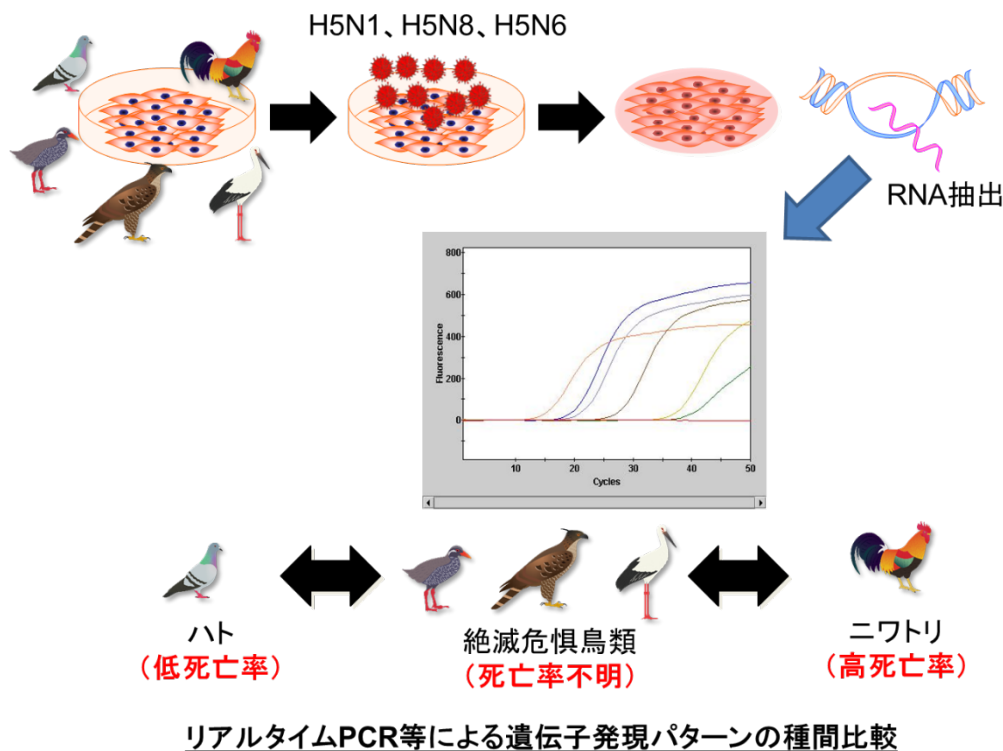 H5N1、H5N8、H5N6
RNA抽出
800
600
400
200
0
Fluorescence
10 20 30 40 50
Cycles
ハト
（低死亡率）
絶滅危惧鳥類
（死亡率不明）
ニワトリ
（高死亡率）
リアルタイムPCR等による遺伝子発現パターンの種間比較